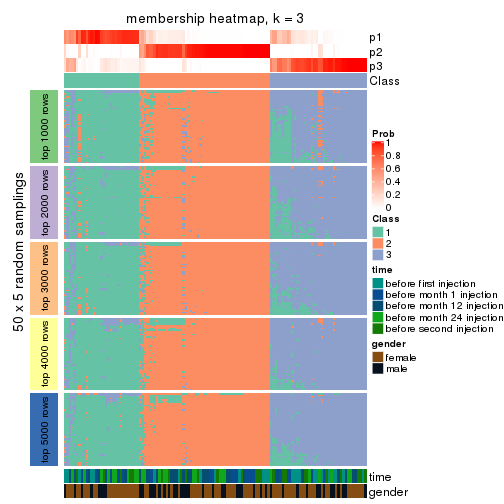 membership heatmap, k = 3
p1
p2
p3
Class
50 x 5 random samplings
top 1000 rows
top 2000 rows
top 3000 rows
top 4000 rows
top 5000 rows
time
gender
Prob
1
0.8
0.6
0.4
0.2
0
Class
1
2
3
time
before first injection
before month 1 injection
before month 12 injection
before month 24 injection
before second injection
gender
female
male